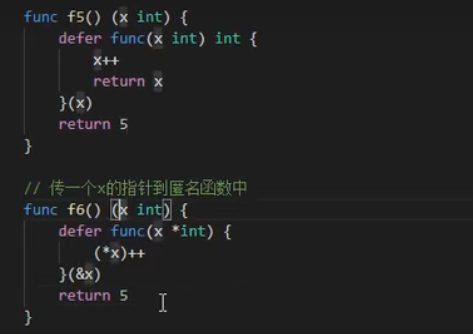 func f5() (x int) {
    defer func(x int) int {
        x++
        return x
    }(x)
    return 5
}
// 传一个x的指针到匿名函数中
func f6() (x int) {
    defer func(x *int) {
        (*x)++
    }(&x)
    return 5
}